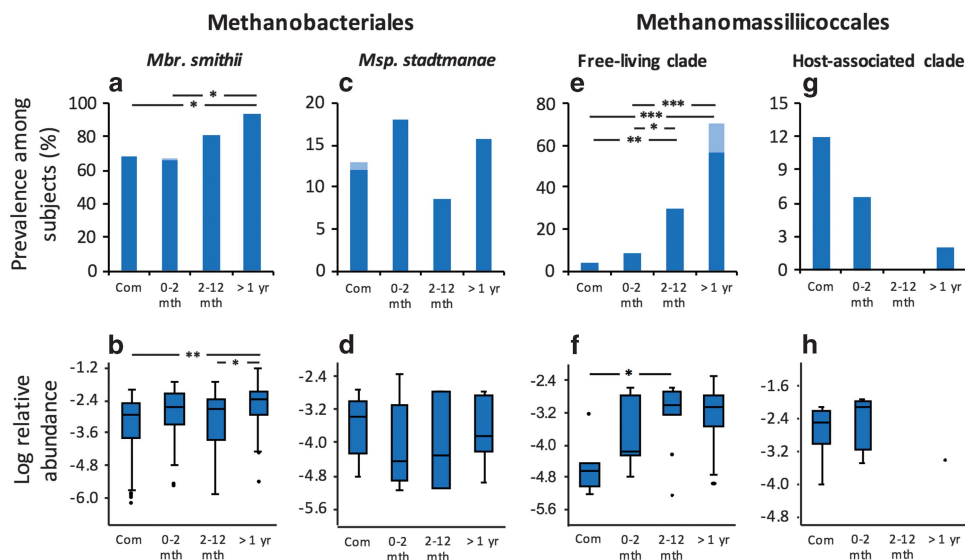 Methanobacteriales
Methanomassiliicoccales
Mbr. smithii
Msp. stadtmanae
Free-living clade
Host-associated clade
a
c
e
g
Prevalence among
subjects (%)
100
80
60
40
20
0
*
*
Com
0-2
mth
2-12
mth
> 1 yr
20
15
10
5
0
Com
0-2
mth
2-12
mth
> 1 yr
80
60
40
20
0
***
***
*
**
Com
0-2
mth
2-12
mth
> 1 yr
15
12
9
6
3
0
Com
0-2
mth
2-12
mth
> 1 yr
b
d
f
h
Log relative
abundance
-1.2
-2.4
-3.6
-4.8
-6.0
**
*
Com
0-2
mth
2-12
mth
> 1 yr
-2.4
-3.2
-4.0
-4.8
-5.6
Com
0-2
mth
2-12
mth
> 1 yr
-2.4
-3.2
-4.0
-4.8
-5.6
*
Com
0-2
mth
2-12
mth
> 1 yr
-1.6
-2.4
-3.2
-4.0
-4.8
Com
0-2
mth
2-12
mth
> 1 yr